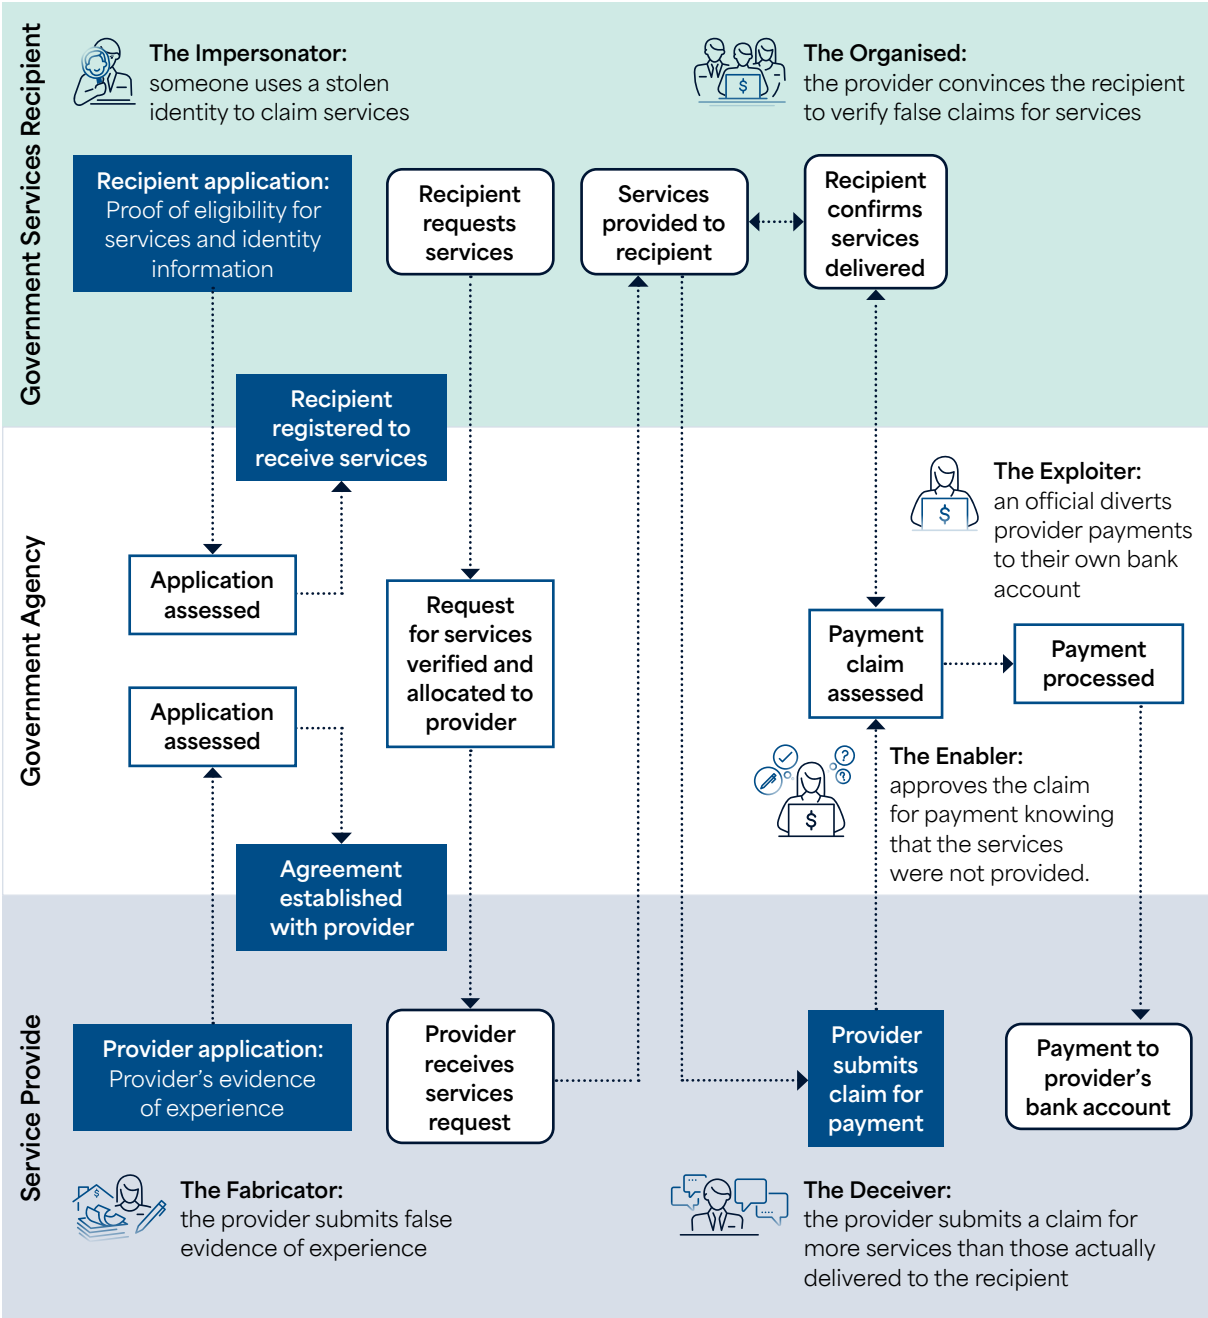 Government Services Recipient
The Impersonator:
someone uses a stolen
identity to claim services
The Organised:
the provider convinces the recipient
to verify false claims for services
Recipient application:
Proof of eligibility for
services and identity
information
Recipient
requests
services
Services
provided to
recipient
Recipient
confirms
services
delivered
Recipient
registered to
receive services
Government Agency
The Exploiter:
an official diverts
provider payments
to their own bank
account
Application
assessed
Request
for services
verified and
allocated to
provider
Payment
claim
assessed
Payment
processed
Application
assessed
The Enabler:
approves the claim
for payment knowing
that the services
were not provided.
Agreement
established
with provider
Service Provide
Provider application:
Provider's evidence
of experience
Provider
receives
services
request
Provider
submits
claim for
payment
Payment to
provider's
bank account
The Fabricator:
the provider submits false
evidence of experience
The Deceiver:
the provider submits a claim for
more services than those actually
delivered to the recipient